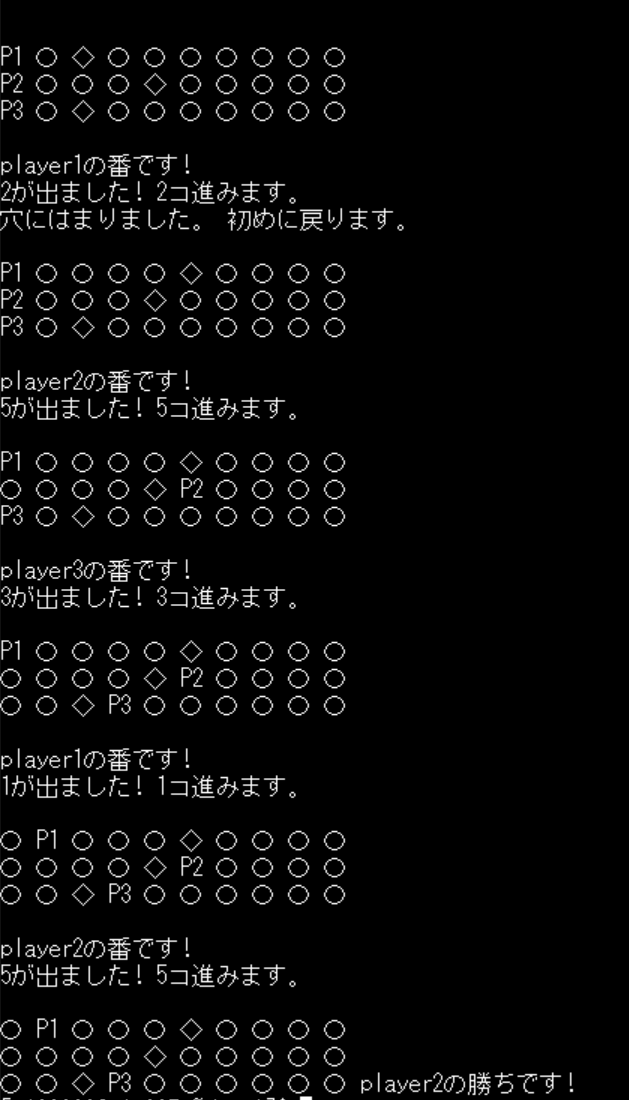 P1 ○ ◇ ○ ○ ○ ○ ○ ○ ○
P2 ○ ○ ○ ◇ ○ ○ ○ ○ ○
P3 ○ ◇ ○ ○ ○ ○ ○ ○ ○
player1の番です!
2が出ました! 2コ進みます。
穴にはまりました。 初めに戻ります。
P1 ○ ○ ○ ○ ◇ ○ ○ ○ ○
P2 ○ ○ ○ ◇ ○ ○ ○ ○ ○
P3 ○ ◇ ○ ○ ○ ○ ○ ○ ○
player2の番です!
5が出ました! 5コ進みます。
P1 ○ ○ ○ ○ ◇ ○ ○ ○ ○
○ ○ ○ ○ ◇ P2 ○ ○ ○ ○
P3 ○ ◇ ○ ○ ○ ○ ○ ○ ○
player3の番です!
3が出ました! 3コ進みます。
P1 ○ ○ ○ ○ ◇ ○ ○ ○ ○
○ ○ ○ ○ ◇ P2 ○ ○ ○ ○
○ ○ ◇ P3 ○ ○ ○ ○ ○ ○
player1の番です!
1が出ました! 1コ進みます。
○ P1 ○ ○ ○ ◇ ○ ○ ○ ○
○ ○ ○ ○ ◇ P2 ○ ○ ○ ○
○ ○ ◇ P3 ○ ○ ○ ○ ○ ○
player2の番です!
5が出ました! 5コ進みます。
○ P1 ○ ○ ○ ◇ ○ ○ ○ ○
○ ○ ○ ○ ◇ ○ ○ ○ ○ ○
○ ○ ◇ P3 ○ ○ ○ ○ ○ ○ player2の勝ちです!